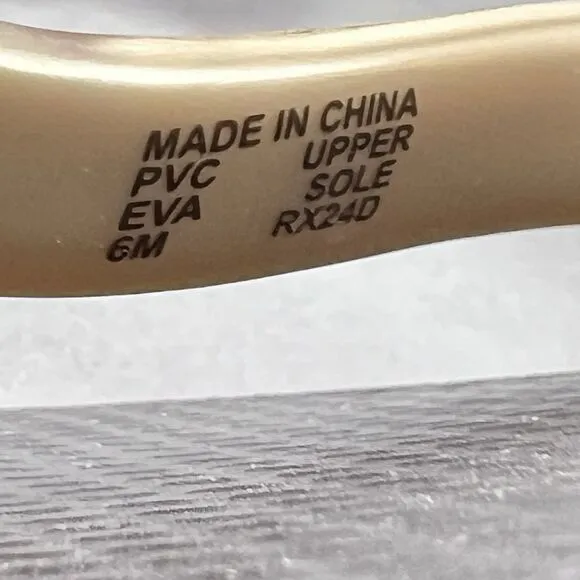 MADE IN CHINA
PVC UPPER
EVA SOLE
6M RX24D